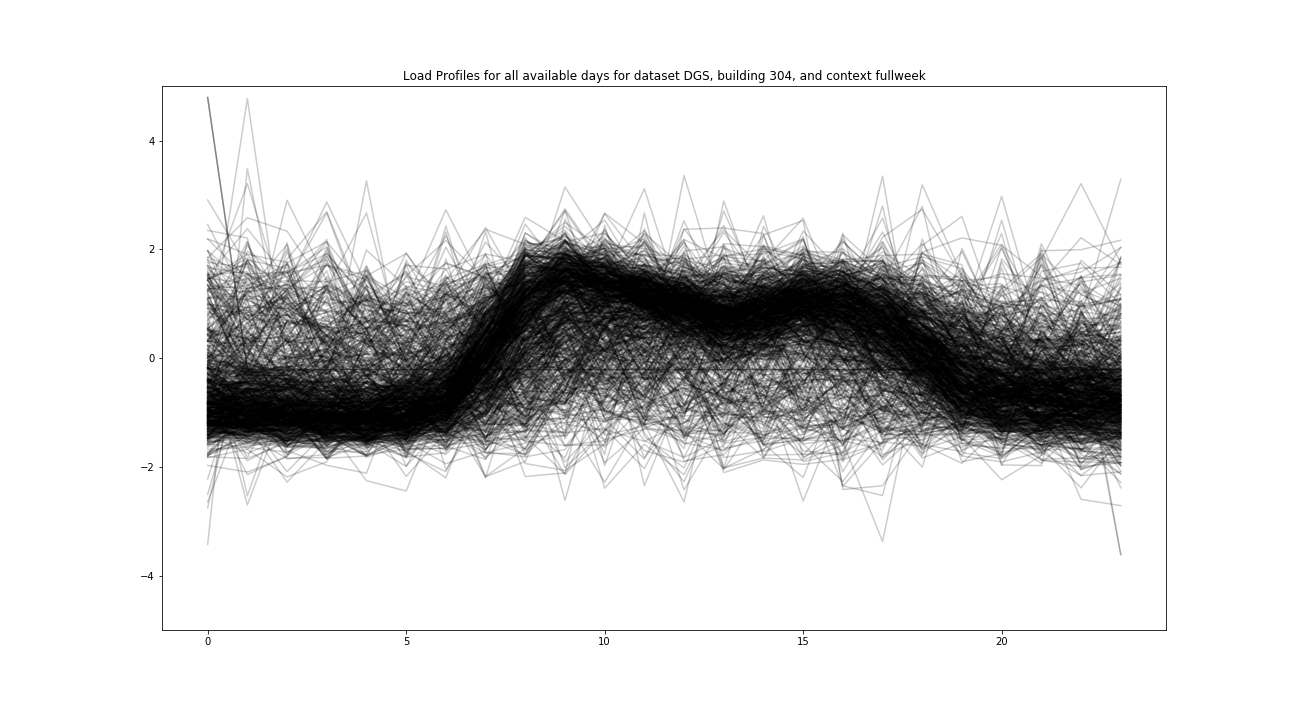 Load Profiles for all available days for dataset DGS, building 304, and context fullweek
4
2
0
−2
−4
0 5 10 15 20